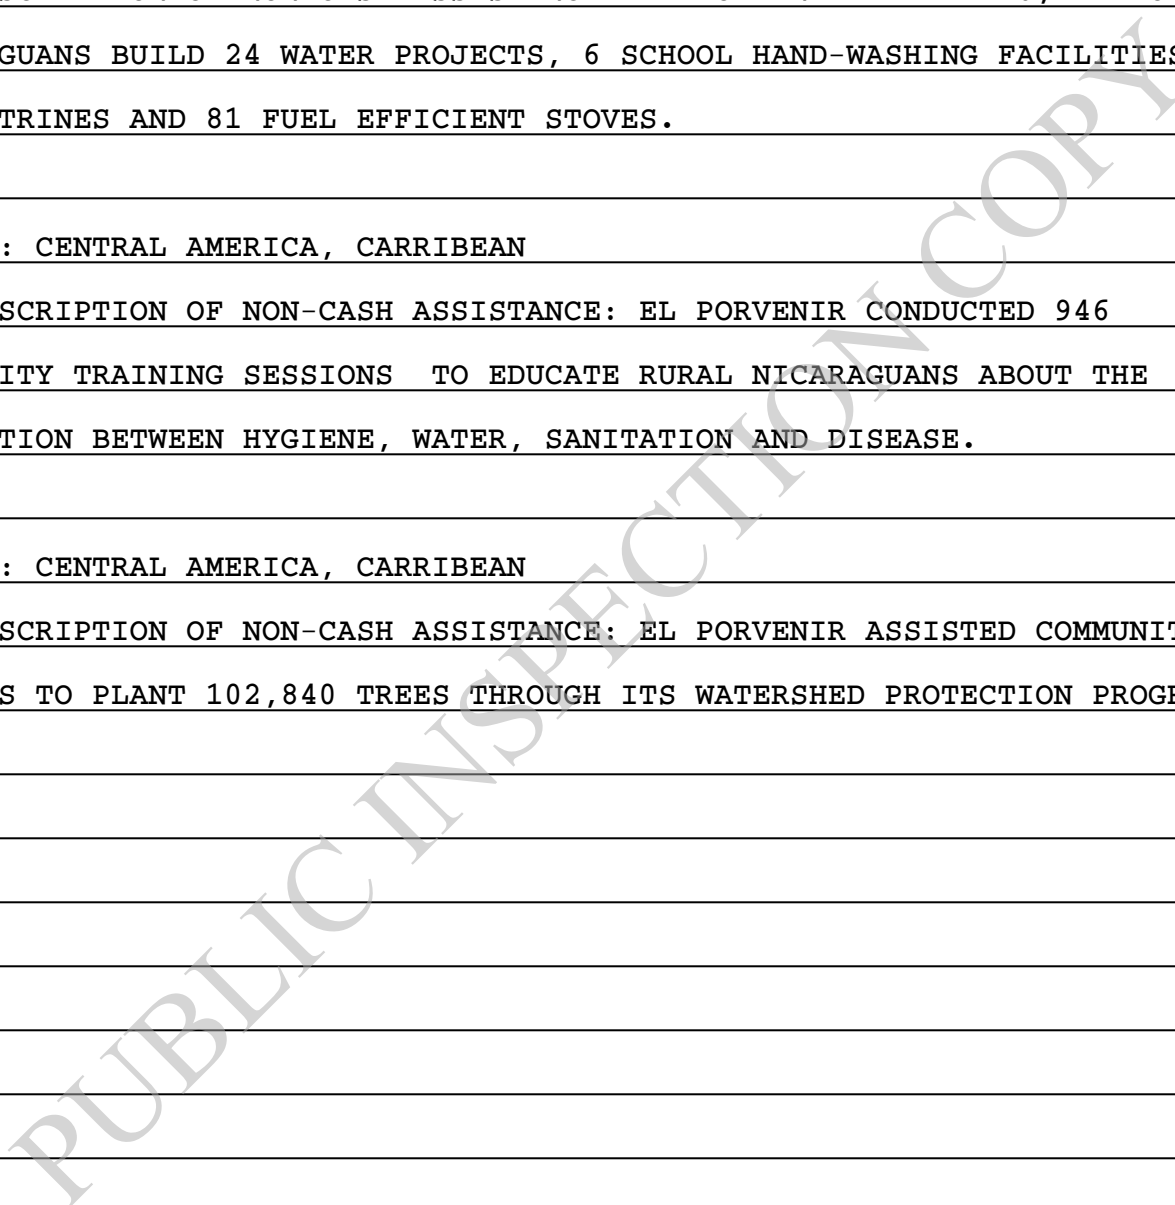 GUANS BUILD 24 WATER PROJECTS, 6 SCHOOL HAND-WASHING FACILITIES
TRINES AND 81 FUEL EFFICIENT STOVES.
: CENTRAL AMERICA, CARRIBEAN
SCRIPTION OF NON-CASH ASSISTANCE: EL PORVENIR CONDUCTED 946
ITY TRAINING SESSIONS TO EDUCATE RURAL NICARAGUANS ABOUT THE
TION BETWEEN HYGIENE, WATER, SANITATION AND DISEASE.
: CENTRAL AMERICA, CARRIBEAN
SCRIPTION OF NON-CASH ASSISTANCE: EL PORVENIR ASSISTED COMMUNIT
S TO PLANT 102,840 TREES THROUGH ITS WATERSHED PROTECTION PROGR
PUBLIC INSPECTION COPY